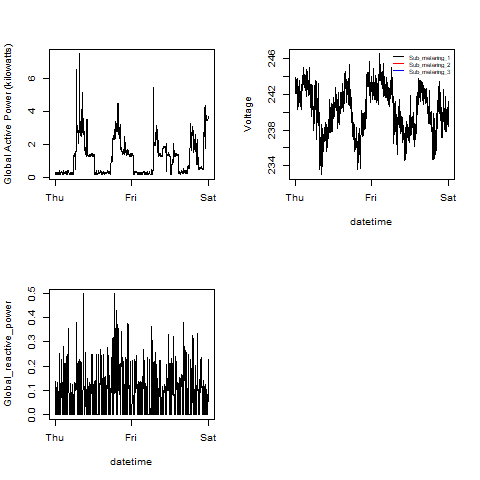 Global Active Power (kilowatts)
6
4
2
0
Thu
Fri
Sat
Voltage
246
242
238
234
Sub_metering_1
Sub_metering_2
Sub_metering_3
Thu
Fri
Sat
datetime
Global_reactive_power
0.5
0.4
0.3
0.2
0.1
0.0
Thu
Fri
Sat
datetime